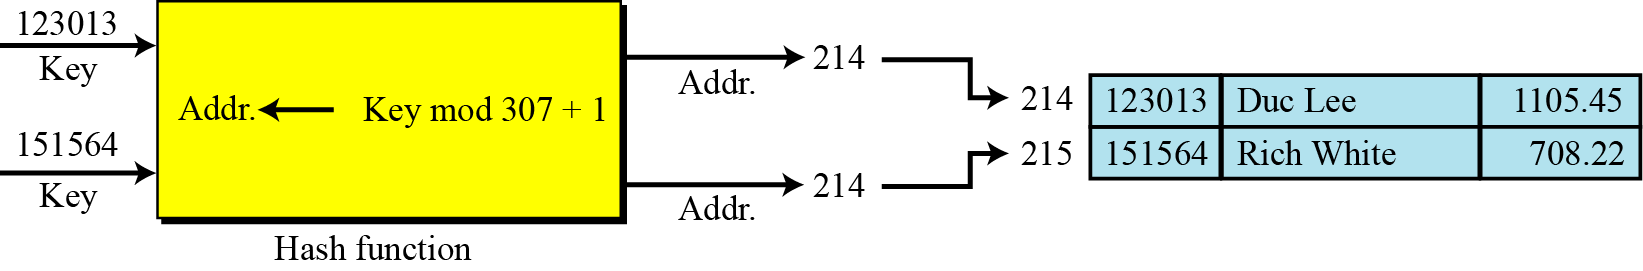 123013
Key
151564
Key
Addr. Key mod 307 + 1
Hash function
214
Addr.
214
Addr.
214 123013 Duc Lee 1105.45
215 151564 Rich White 708.22